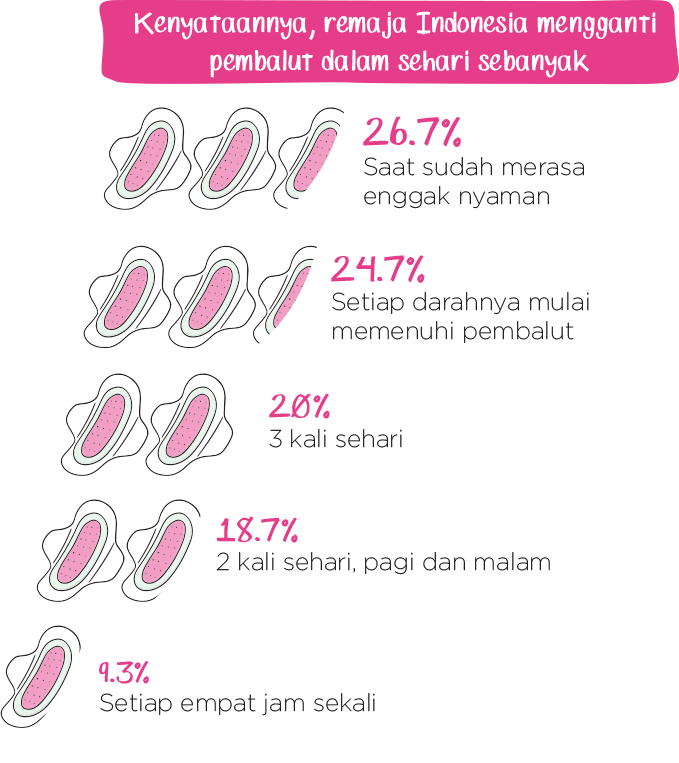 Kenyataannya, remaja Indonesia mengganti
pembalut dalam sehari sebanyak
26.7%
Saat sudah merasa
enggak nyaman
24.7%
Setiap darahnya mulai
memenuhi pembalut
20%
3 kali sehari
18.7%
2 kali sehari, pagi dan malam
9.3%
Setiap empat jam sekali